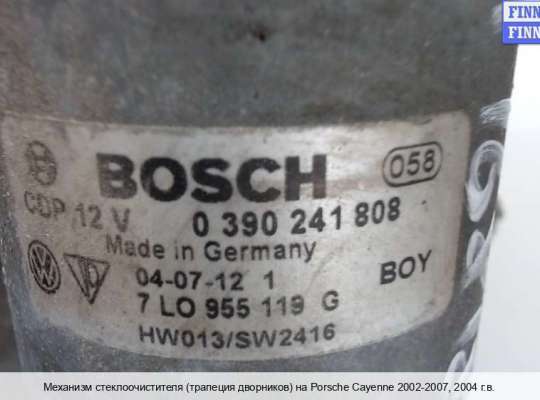 FINN
FINN
BOSCH 058
CDP 12 V 0 390 241 808
Made in Germany
04-07-12 1 BOY
7 L0 955 119 G
HW013/SW2416
Механизм стеклоочистителя (трапеция дворников) на Porsche Cayenne 2002-2007, 2004 г.в.